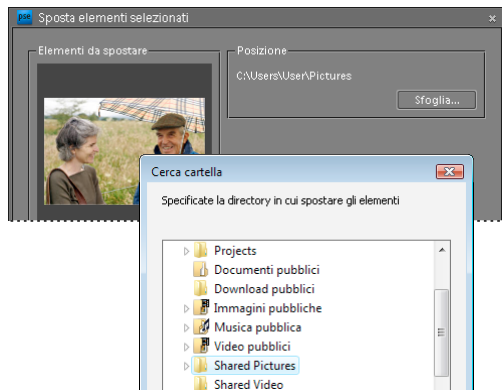 pse Sposta elementi selezionati
Elementi da spostare
Posizione
C:\Users\User\Pictures
Sfoglia...
Cerca cartella
Specificate la directory in cui spostare gli elementi
Projects
Documenti pubblici
Download pubblici
Immagini pubbliche
Musica pubblica
Video pubblici
Shared Pictures
Shared Video